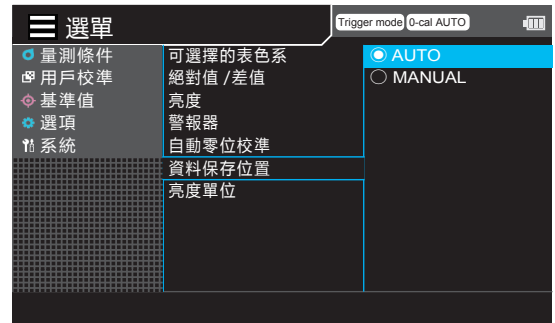 選單
Trigger mode 0-cal AUTO
量測條件
用戶校準
基準值
選項
系統
可選擇的表色系
絕對值 /差值
亮度
警報器
自動零位校準
資料保存位置
亮度單位
AUTO
MANUAL